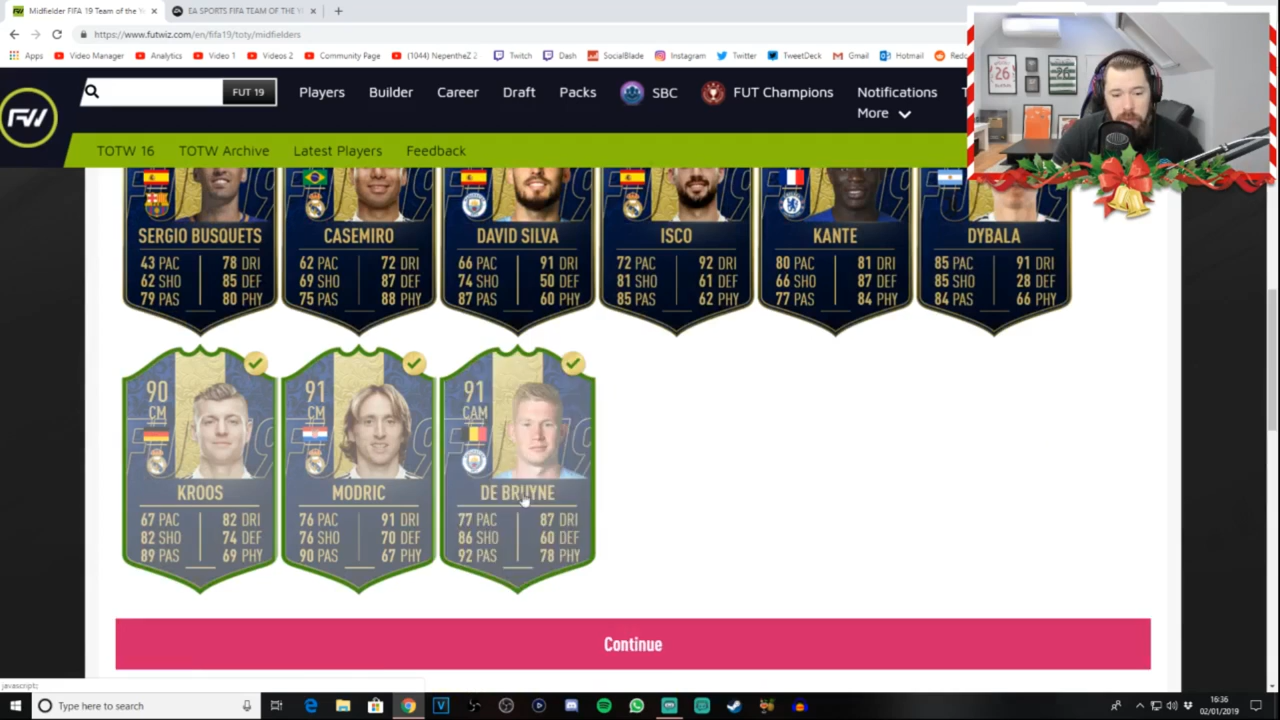 Midfielder FIFA 19 Team of the Y
EA SPORTS FIFA TEAM OF THE Y
https://www.futwiz.com/en/fifa19/toty/midfielders
Apps Video Manager Analytics Video 1 Videos 2 Community Page (1044) NepentheZ 2 Twitch Dash SocialBlade Instagram Twitter TweetDeck Gmail Hotmail Reddi
FW FUT 19 Players Builder Career Draft Packs SBC FUT Champions Notifications
More
TOTW 16 TOTW Archive Latest Players Feedback
SERGIO BUSQUETS CASEMIRO DAVID SILVA ISCO KANTE DYBALA
43 PAC 78 DRI 62 PAC 72 DRI 66 PAC 91 DRI 72 PAC 92 DRI 80 PAC 81 DRI 85 PAC 91 DRI
62 SHO 85 DEF 69 SHO 87 DEF 74 SHO 50 DEF 81 SHO 61 DEF 66 SHO 87 DEF 85 SHO 28 DEF
79 PAS 80 PHY 75 PAS 88 PHY 87 PAS 60 PHY 85 PAS 62 PHY 77 PAS 84 PHY 84 PAS 66 PHY
90 91 91
CM CM CAM
KROOS MODRIC DE BRUYNE
67 PAC 82 DRI 76 PAC 91 DRI 77 PAC 87 DRI
82 SHO 74 DEF 76 SHO 70 DEF 86 SHO 60 DEF
89 PAS 69 PHY 90 PAS 67 PHY 92 PAS 78 PHY
Continue
javascript:
Type here to search
16:36
02/01/2019
26 26